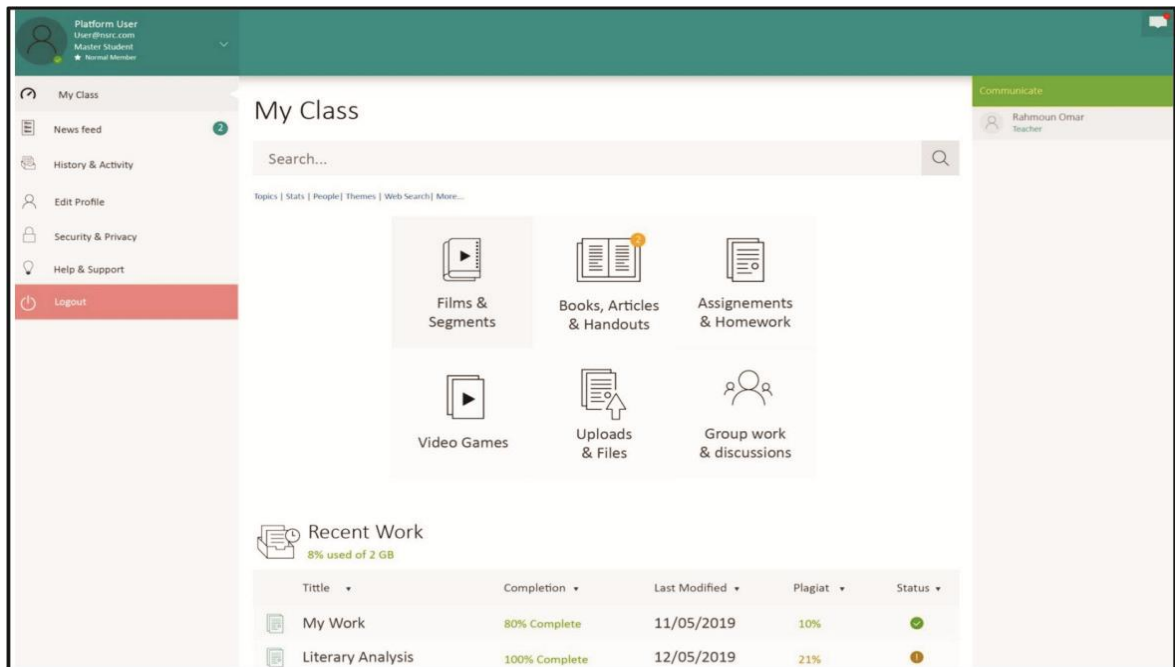 Platform User
User@nsrc.com
Master Student
★ Normal Member
My Class
News feed
2
History & Activity
Edit Profile
Security & Privacy
Help & Support
Logout
My Class
Search...
Topics | Stats | People| Themes | Web Search| More...
Films &
Segments
2
Books, Articles
& Handouts
Assignements
& Homework
Video Games
Uploads
& Files
Group work
& discussions
Recent Work
8% used of 2 GB
Tittle Completion Last Modified Plagiat Status
My Work 80% Complete 11/05/2019 10%
Literary Analysis 100% Complete 12/05/2019 21%
Communicate
Rahmoun Omar
Teacher